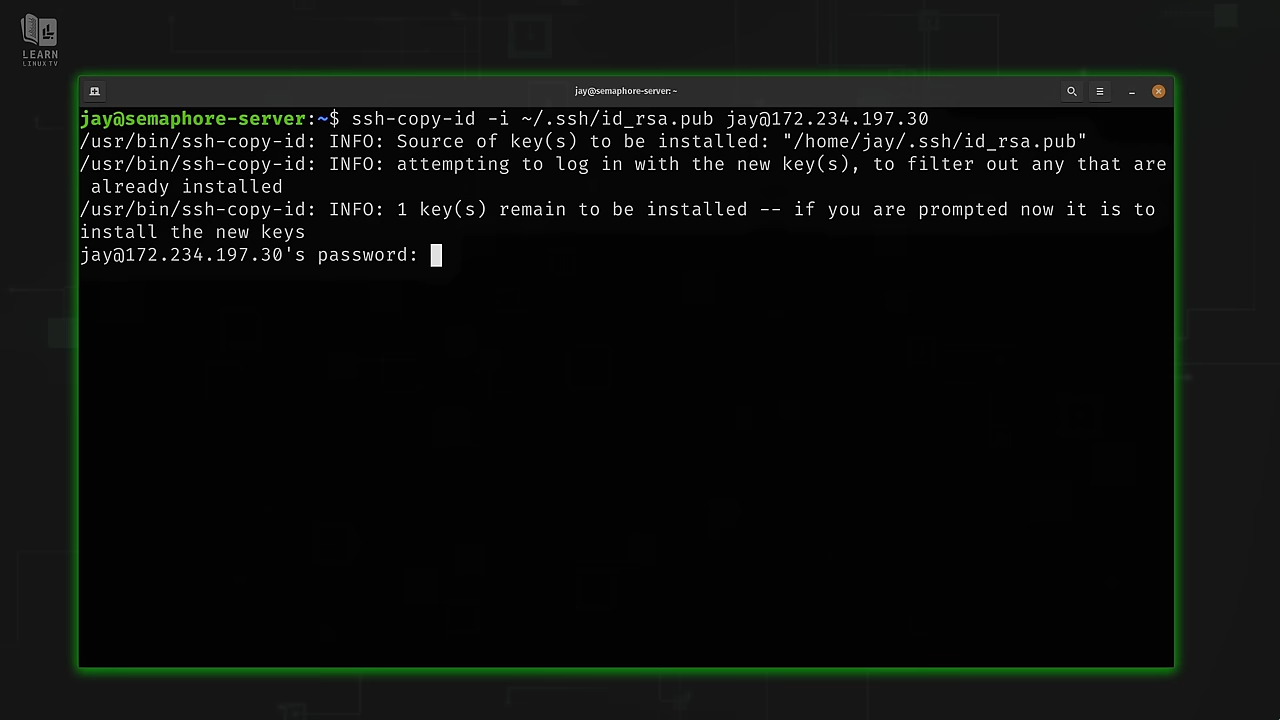 LEARN
LINUX TV
jay@semaphore-server: ~
jay@semaphore-server:~$ ssh-copy-id -i ~/.ssh/id_rsa.pub jay@172.234.197.30
/usr/bin/ssh-copy-id: INFO: Source of key(s) to be installed: "/home/jay/.ssh/id_rsa.pub"
/usr/bin/ssh-copy-id: INFO: attempting to log in with the new key(s), to filter out any that are
already installed
/usr/bin/ssh-copy-id: INFO: 1 key(s) remain to be installed -- if you are prompted now it is to
install the new keys
jay@172.234.197.30's password: